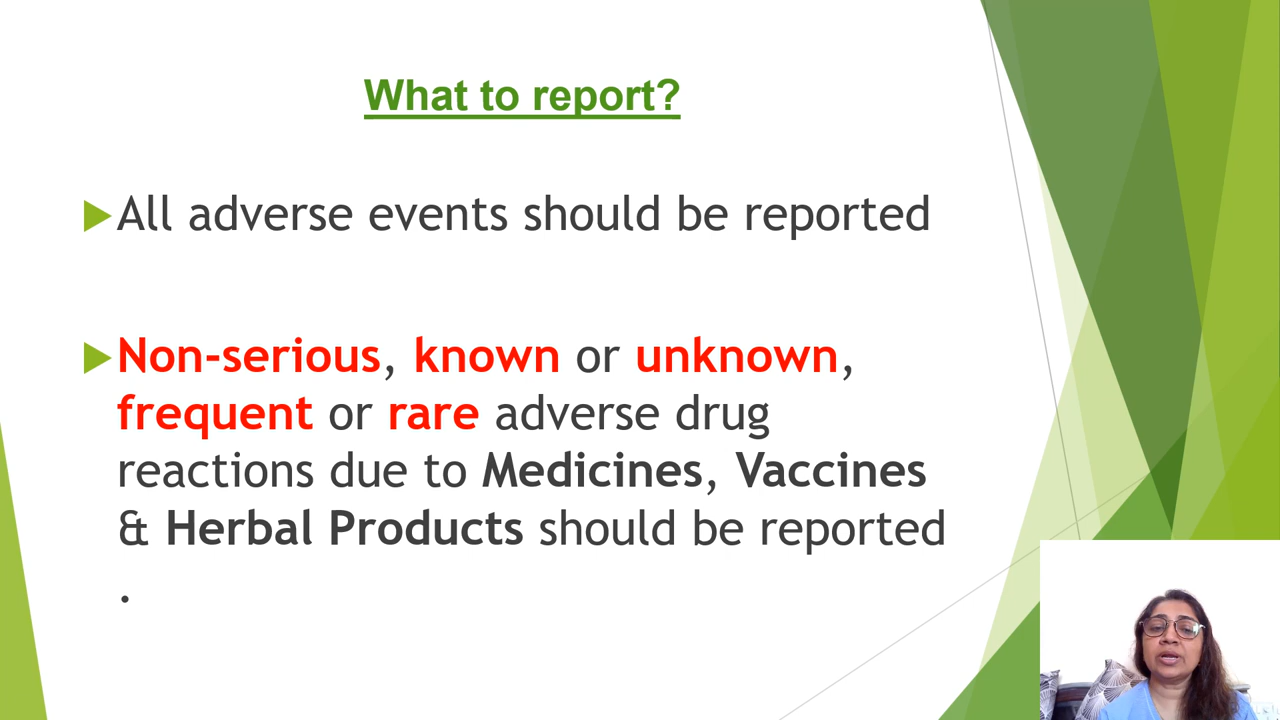 What to report?
All adverse events should be reported
Non-serious, known or unknown,
frequent or rare adverse drug
reactions due to Medicines, Vaccines
& Herbal Products should be reported
.